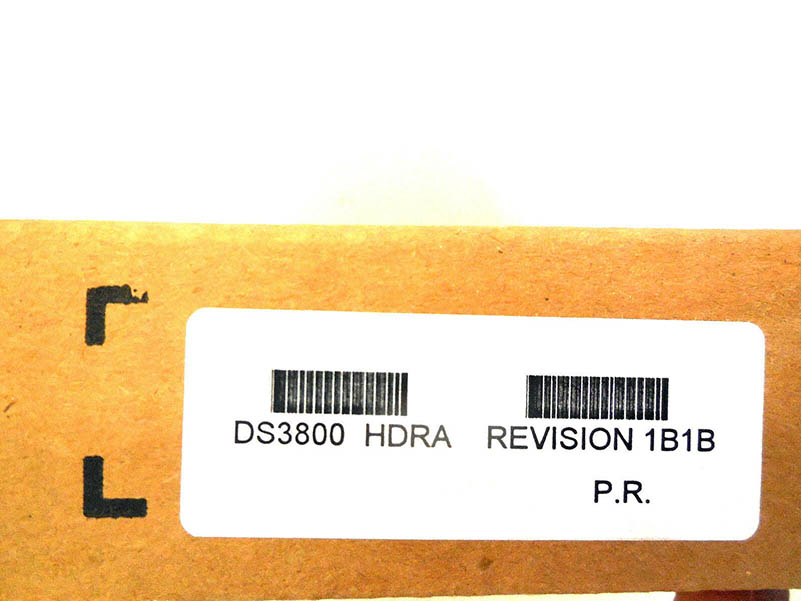 DS3800 HDRA REVISION 1B1B
P.R.